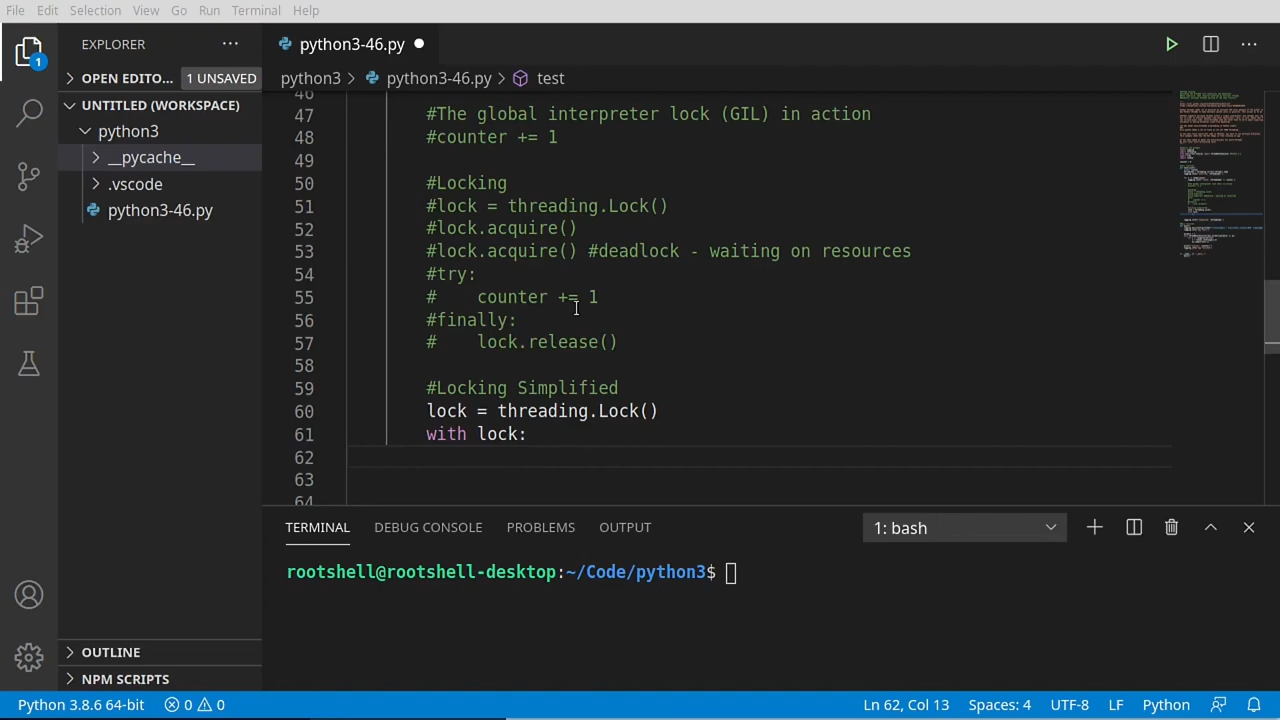 File Edit Selection View Go Run Terminal Help
EXPLORER
python3-46.py
OPEN EDITO... 1 UNSAVED
python3 > python3-46.py > test
UNTITLED (WORKSPACE)
python3
__pycache__
.vscode
python3-46.py
1
46
47 #The global interpreter lock (GIL) in action
48 #counter += 1
49
50 #Locking
51 #lock = threading.Lock()
52 #lock.acquire()
53 #lock.acquire() #deadlock - waiting on resources
54 #try:
55 #    counter += 1
56 #finally:
57 #    lock.release()
58
59 #Locking Simplified
60 lock = threading.Lock()
61 with lock:
62
63
64
TERMINAL DEBUG CONSOLE PROBLEMS OUTPUT 1: bash
rootshell@rootshell-desktop:~/Code/python3$
OUTLINE
NPM SCRIPTS
Python 3.8.6 64-bit 0 0 Ln 62, Col 13 Spaces: 4 UTF-8 LF Python